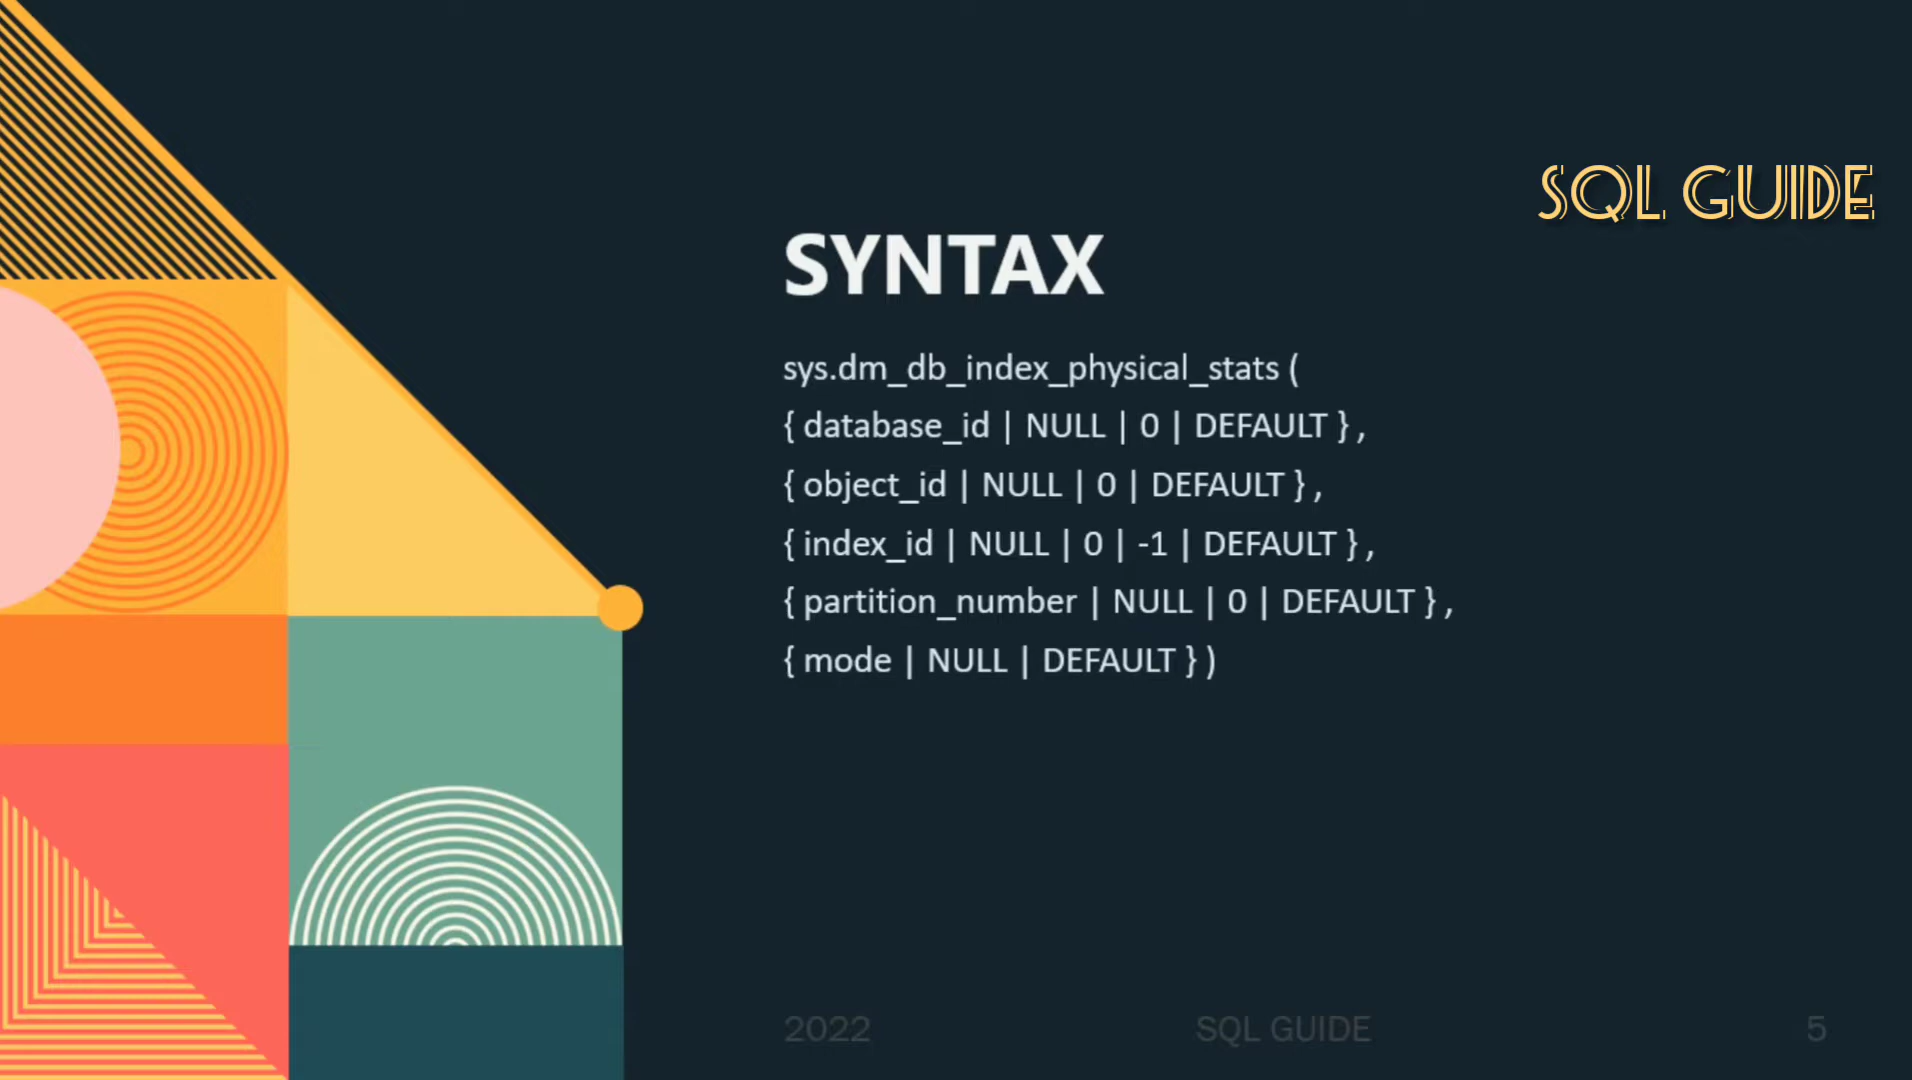 SQL GUIDE
SYNTAX
sys.dm_db_index_physical_stats (
{ database_id | NULL | 0 | DEFAULT } ,
{ object_id | NULL | 0 | DEFAULT } ,
{ index_id | NULL | 0 | -1 | DEFAULT } ,
{ partition_number | NULL | 0 | DEFAULT } ,
{ mode | NULL | DEFAULT } )
2022 SQL GUIDE 5